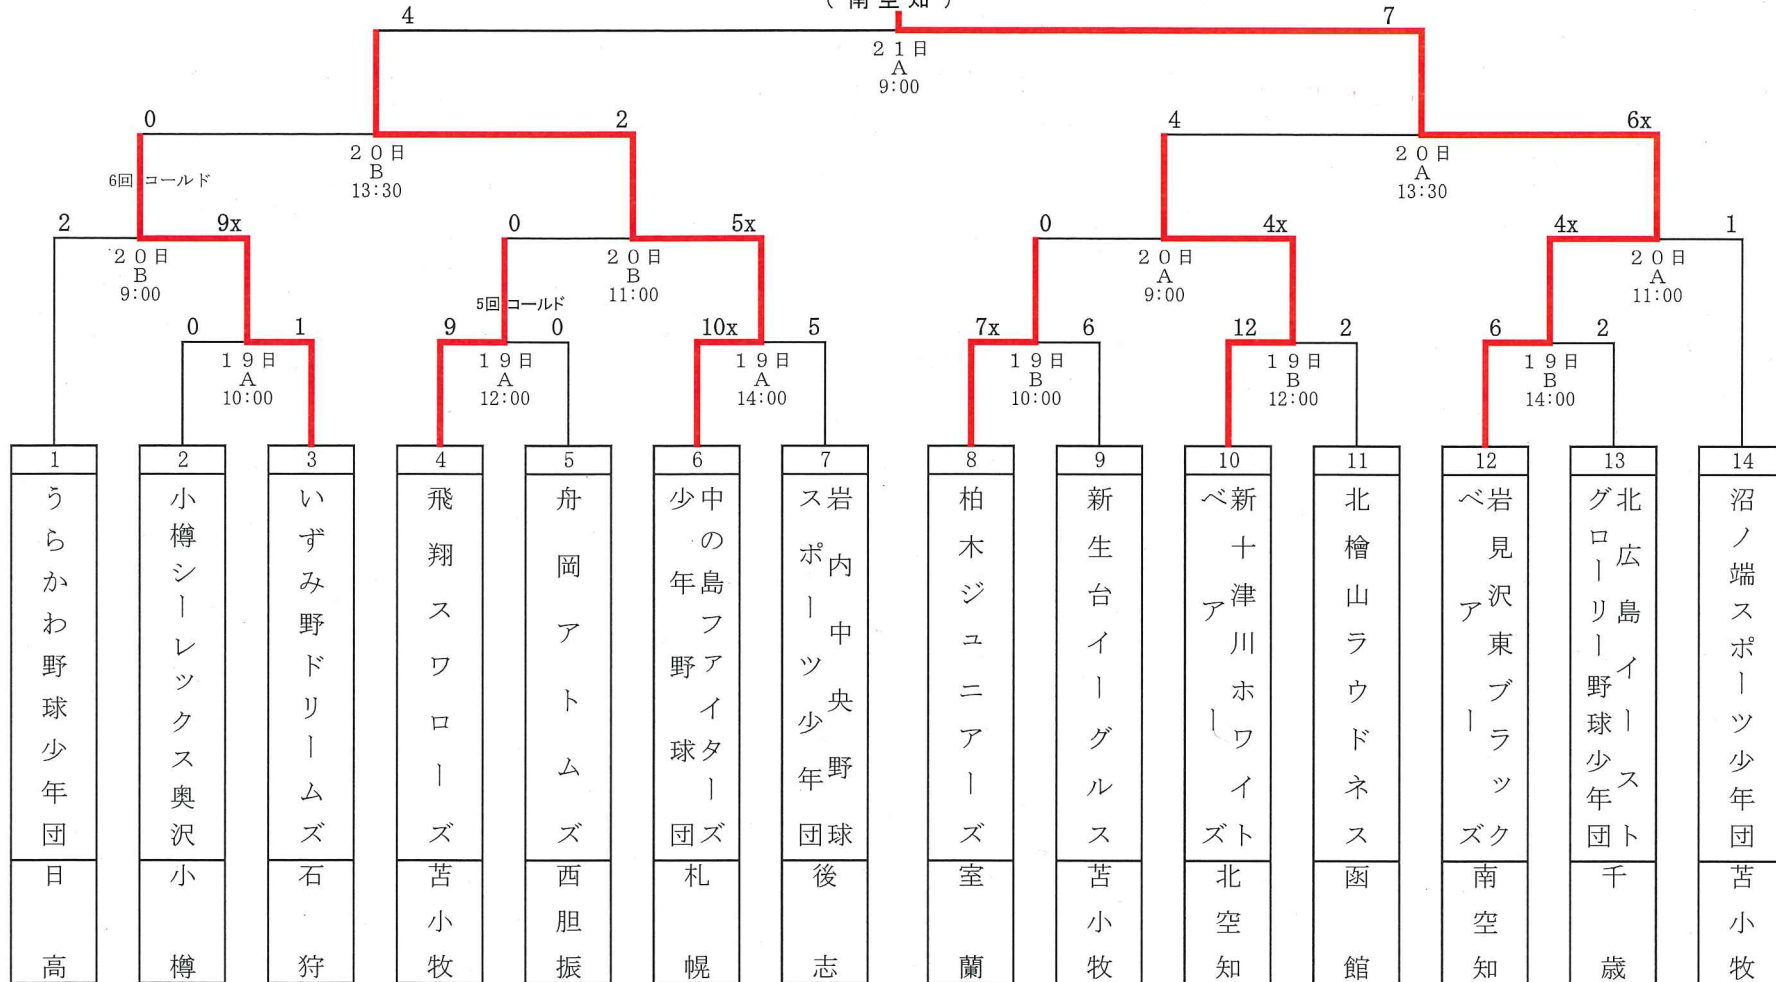 (南空知)
4
7
21日
A
9:00
0
2
4
6x
20日
B
13:30
20日
A
13:30
6回コールド
2
9x
0
5x
0
4x
4x
1
20日
B
9:00
20日
B
11:00
20日
A
9:00
20日
A
11:00
5回コールド
0
1
9
0
10x
5
7x
6
12
2
6
2
19日
A
10:00
19日
A
12:00
19日
A
14:00
19日
B
10:00
19日
B
12:00
19日
B
14:00
1
うらかわ野球少年団
日高
2
小樽シーレックス奥沢
小樽
3
いずみ野ドリームズ
石狩
4
飛翔スワローズ
苫小牧
5
舟岡アトムズ
西胆振
6
中の島ファイターズ
少年野球団
札幌
7
岩内中央野球
スポーツ少年団
後志
8
柏木ジュニアーズ
室蘭
9
新生台イーグルス
苫小牧
10
新十津川ホワイト
ベアーズ
北空知
11
北檜山ラウドネス
函館
12
岩見沢東ブラック
ベアーズ
南空知
13
北広島イースト
グローリー野球少年団
千歳
14
沼ノ端スポーツ少年団
苫小牧